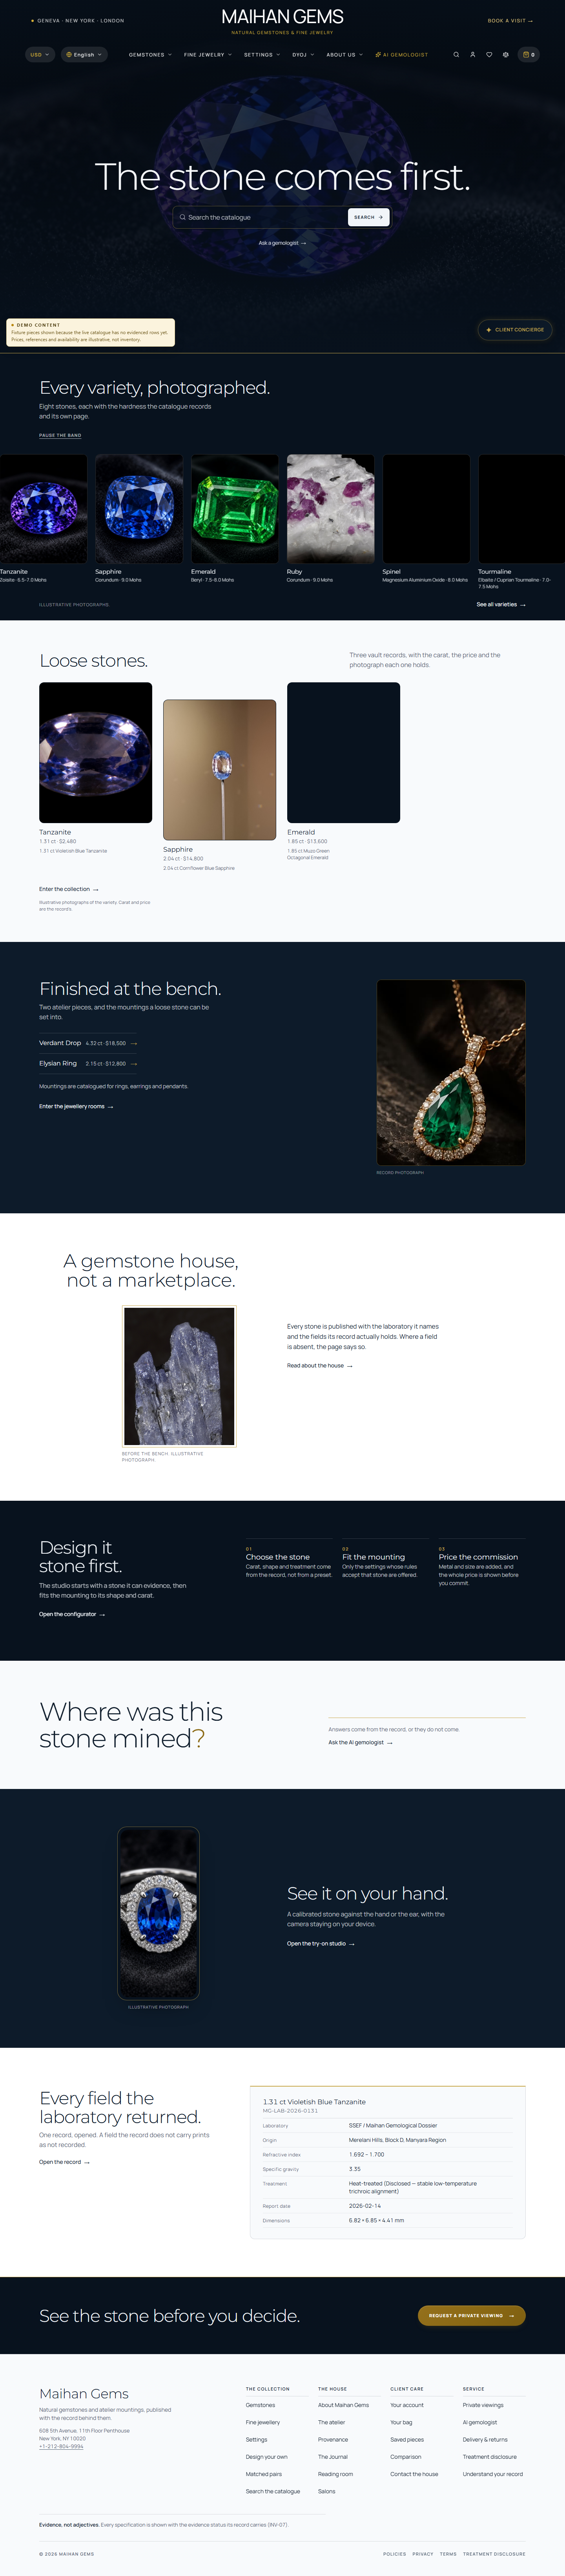 GENEVA · NEW YORK · LONDON
MAIHAN GEMS
NATURAL GEMSTONES & FINE JEWELRY
BOOK A VISIT →
USD
English
GEMSTONES
FINE JEWELRY
SETTINGS
DYOJ
ABOUT US
AI GEMOLOGIST
0
The stone comes first.
Search the catalogue
SEARCH →
Ask a gemologist →
DEMO CONTENT
Fixture pieces shown because the live catalogue has no evidenced rows yet.
Prices, references and availability are illustrative, not inventory.
CLIENT CONCIERGE
Every variety, photographed.
Eight stones, each with the hardness the catalogue records
and its own page.
PAUSE THE BAND
Tanzanite
Zoisite · 6.5–7.0 Mohs
Sapphire
Corundum · 9.0 Mohs
Emerald
Beryl · 7.5–8.0 Mohs
Ruby
Corundum · 9.0 Mohs
Spinel
Magnesium Aluminium Oxide · 8.0 Mohs
Tourmaline
Elbaite / Cuprian Tourmaline · 7.0–
7.5 Mohs
ILLUSTRATIVE PHOTOGRAPHS.
See all varieties →
Loose stones.
Three vault records, with the carat, the price and the
photograph each one holds.
Tanzanite
1.31 ct · $2,480
1.31 ct Violetish Blue Tanzanite
Sapphire
2.04 ct · $14,800
2.04 ct Cornflower Blue Sapphire
Emerald
1.85 ct · $13,600
1.85 ct Muzo Green
Octagonal Emerald
Enter the collection →
Illustrative photographs of the variety. Carat and price
are the record's.
Finished at the bench.
Two atelier pieces, and the mountings a loose stone can be
set into.
Verdant Drop 4.32 ct · $18,500 →
Elysian Ring 2.15 ct · $12,800 →
Mountings are catalogued for rings, earrings and pendants.
Enter the jewellery rooms →
RECORD PHOTOGRAPH
A gemstone house,
not a marketplace.
Every stone is published with the laboratory it names
and the fields its record actually holds. Where a field
is absent, the page says so.
Read about the house →
BEFORE THE BENCH. ILLUSTRATIVE
PHOTOGRAPH.
Design it
stone first.
The studio starts with a stone it can evidence, then
fits the mounting to its shape and carat.
Open the configurator →
01
Choose the stone
Carat, shape and treatment come
from the record, not from a preset.
02
Fit the mounting
Only the settings whose rules
accept that stone are offered.
03
Price the commission
Metal and size are added, and
the whole price is shown before
you commit.
Where was this
stone mined?
Answers come from the record, or they do not come.
Ask the AI gemologist →
See it on your hand.
A calibrated stone against the hand or the ear, with the
camera staying on your device.
Open the try-on studio →
ILLUSTRATIVE PHOTOGRAPH
Every field the
laboratory returned.
One record, opened. A field the record does not carry prints
as not recorded.
Open the record →
1.31 ct Violetish Blue Tanzanite
MG-LAB-2026-0131
Laboratory SSEF / Maihan Gemological Dossier
Origin Merelani Hills, Block D, Manyara Region
Refractive index 1.692 – 1.700
Specific gravity 3.35
Treatment Heat-treated (Disclosed — stable low-temperature
trichroic alignment)
Report date 2026-02-14
Dimensions 6.82 × 6.85 × 4.41 mm
See the stone before you decide.
REQUEST A PRIVATE VIEWING →
Maihan Gems
Natural gemstones and atelier mountings, published
with the record behind them.
608 5th Avenue, 11th Floor Penthouse
New York, NY 10020
+1-212-804-9994
THE COLLECTION
Gemstones
Fine jewellery
Settings
Design your own
Matched pairs
Search the catalogue
THE HOUSE
About Maihan Gems
The atelier
Provenance
The Journal
Reading room
Salons
CLIENT CARE
Your account
Your bag
Saved pieces
Comparison
Contact the house
SERVICE
Private viewings
AI gemologist
Delivery & returns
Treatment disclosure
Understand your record
Evidence, not adjectives. Every specification is shown with the evidence status its record carries (INV-07).
© 2026 MAIHAN GEMS
POLICIES PRIVACY TERMS TREATMENT DISCLOSURE